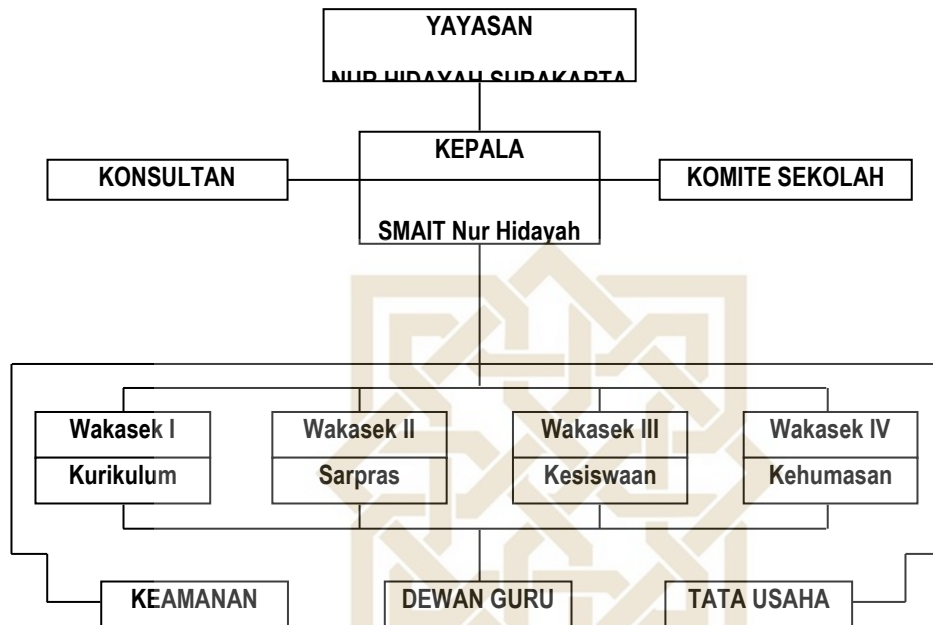 YAYASAN
NUR HIDAYAH SURAKARTA
KEPALA
KONSULTAN
KOMITE SEKOLAH
SMAIT Nur Hidayah
Wakasek I
Wakasek II
Wakasek III
Wakasek IV
Kurikulum
Sarpras
Kesiswaan
Kehumasan
KEAMANAN
DEWAN GURU
TATA USAHA